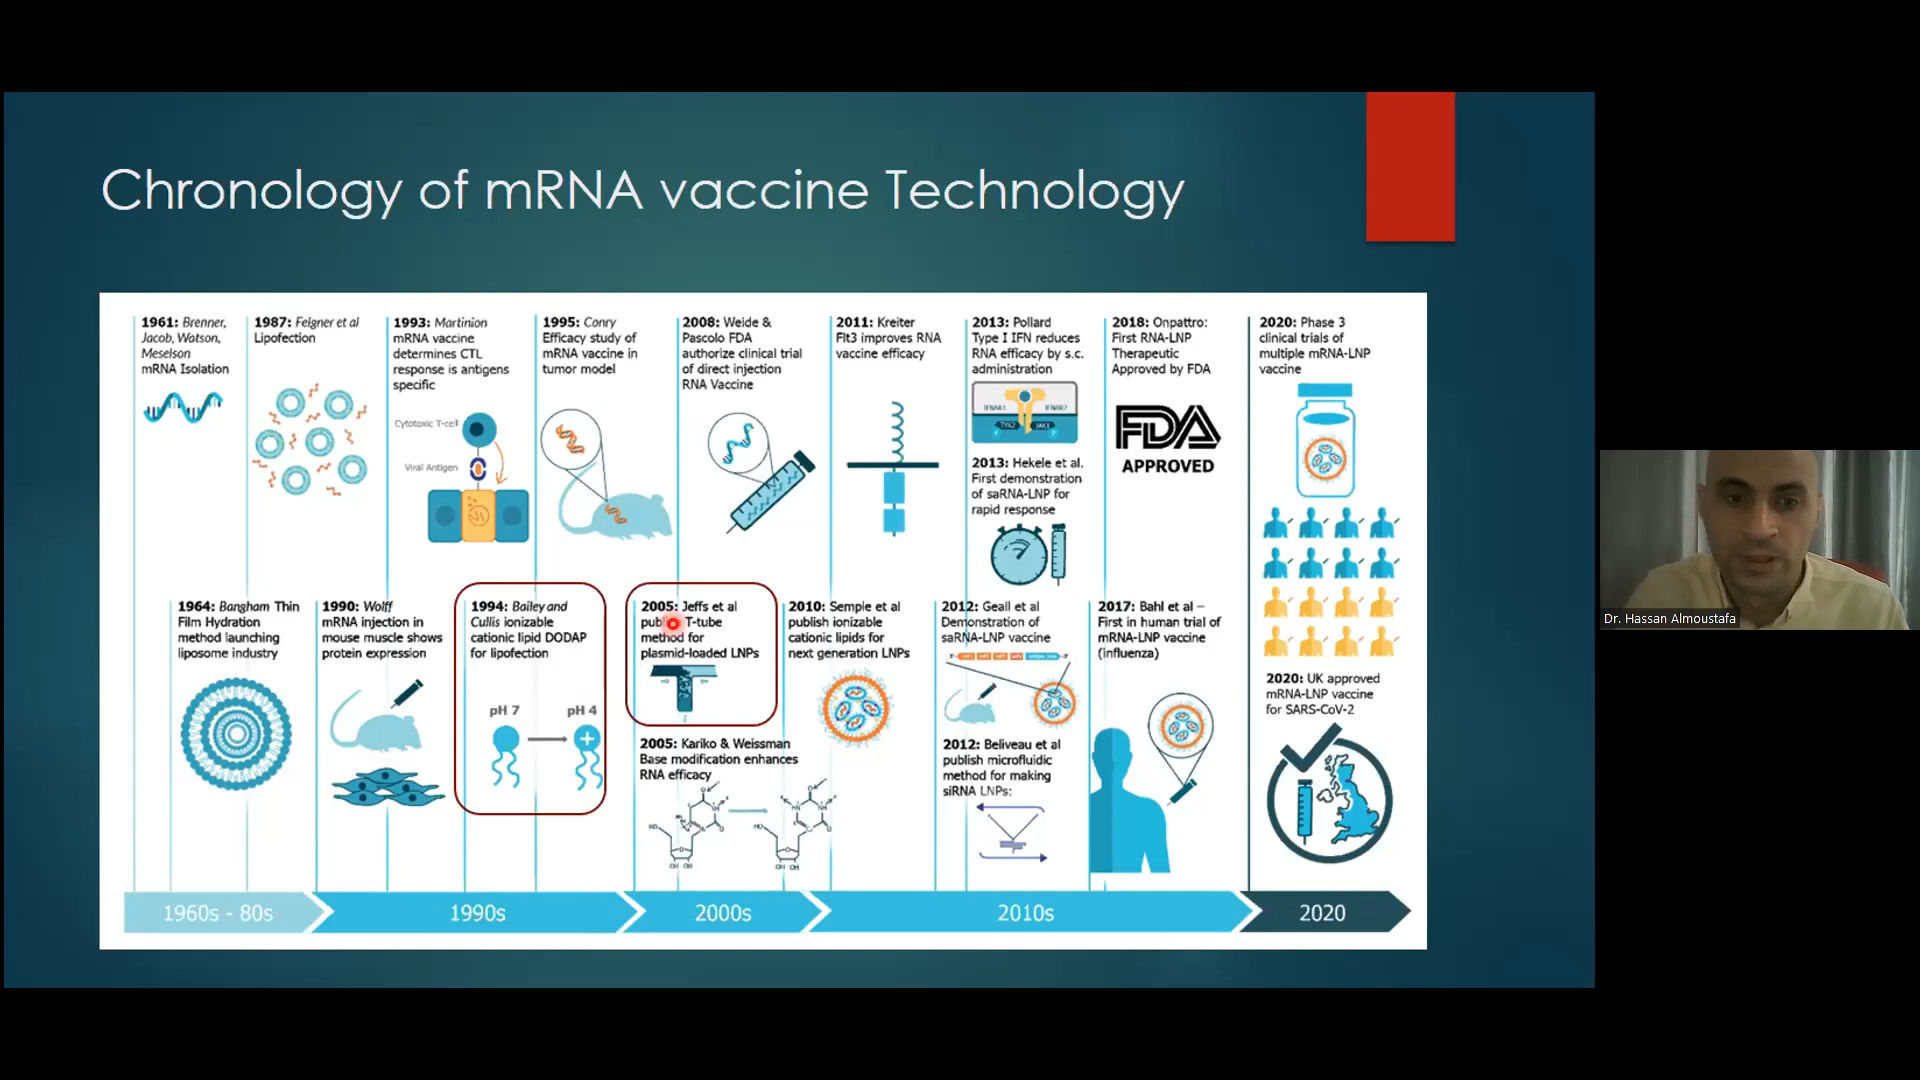 Chronology of mRNA vaccine Technology
1961: Brenner,
Jacob, Watson,
Meselson
mRNA Isolation
1987: Felgner et al
Lipofection
1993: Martinion
mRNA vaccine
determines CTL
response is antigens
specific
Cytotoxic T-cell
Viral Antigen
1995: Conry
Efficacy study of
mRNA vaccine in
tumor model
2008: Weide &
Pascolo FDA
authorize clinical trial
of direct injection
RNA Vaccine
2011: Kreiter
Flt3 improves RNA
vaccine efficacy
2013: Pollard
Type I IFN reduces
RNA efficacy by s.c.
administration
IFNAR1
IFNAR2
TYK2
JAK1
2013: Hekele et al.
First demonstration
of saRNA-LNP for
rapid response
2018: Onpattro:
First RNA-LNP
Therapeutic
Approved by FDA
FDA
APPROVED
2020: Phase 3
clinical trials of
multiple mRNA-LNP
vaccine
1964: Bangham Thin
Film Hydration
method launching
liposome industry
1990: Wolff
mRNA injection in
mouse muscle shows
protein expression
1994: Bailey and
Cullis ionizable
cationic lipid DODAP
for lipofection
pH 7
pH 4
+
2005: Jeffs et al
publish T-tube
method for
plasmid-loaded LNPs
2005: Kariko & Weissman
Base modification enhances
RNA efficacy
2010: Semple et al
publish ionizable
cationic lipids for
next generation LNPs
2012: Geall et al
Demonstration of
saRNA-LNP vaccine
2012: Beliveau et al
publish microfluidic
method for making
siRNA LNPs:
2017: Bahl et al –
First in human trial of
mRNA-LNP vaccine
(influenza)
2020: UK approved
mRNA-LNP vaccine
for SARS-CoV-2
1960s - 80s
1990s
2000s
2010s
2020
Dr. Hassan Almoustafa